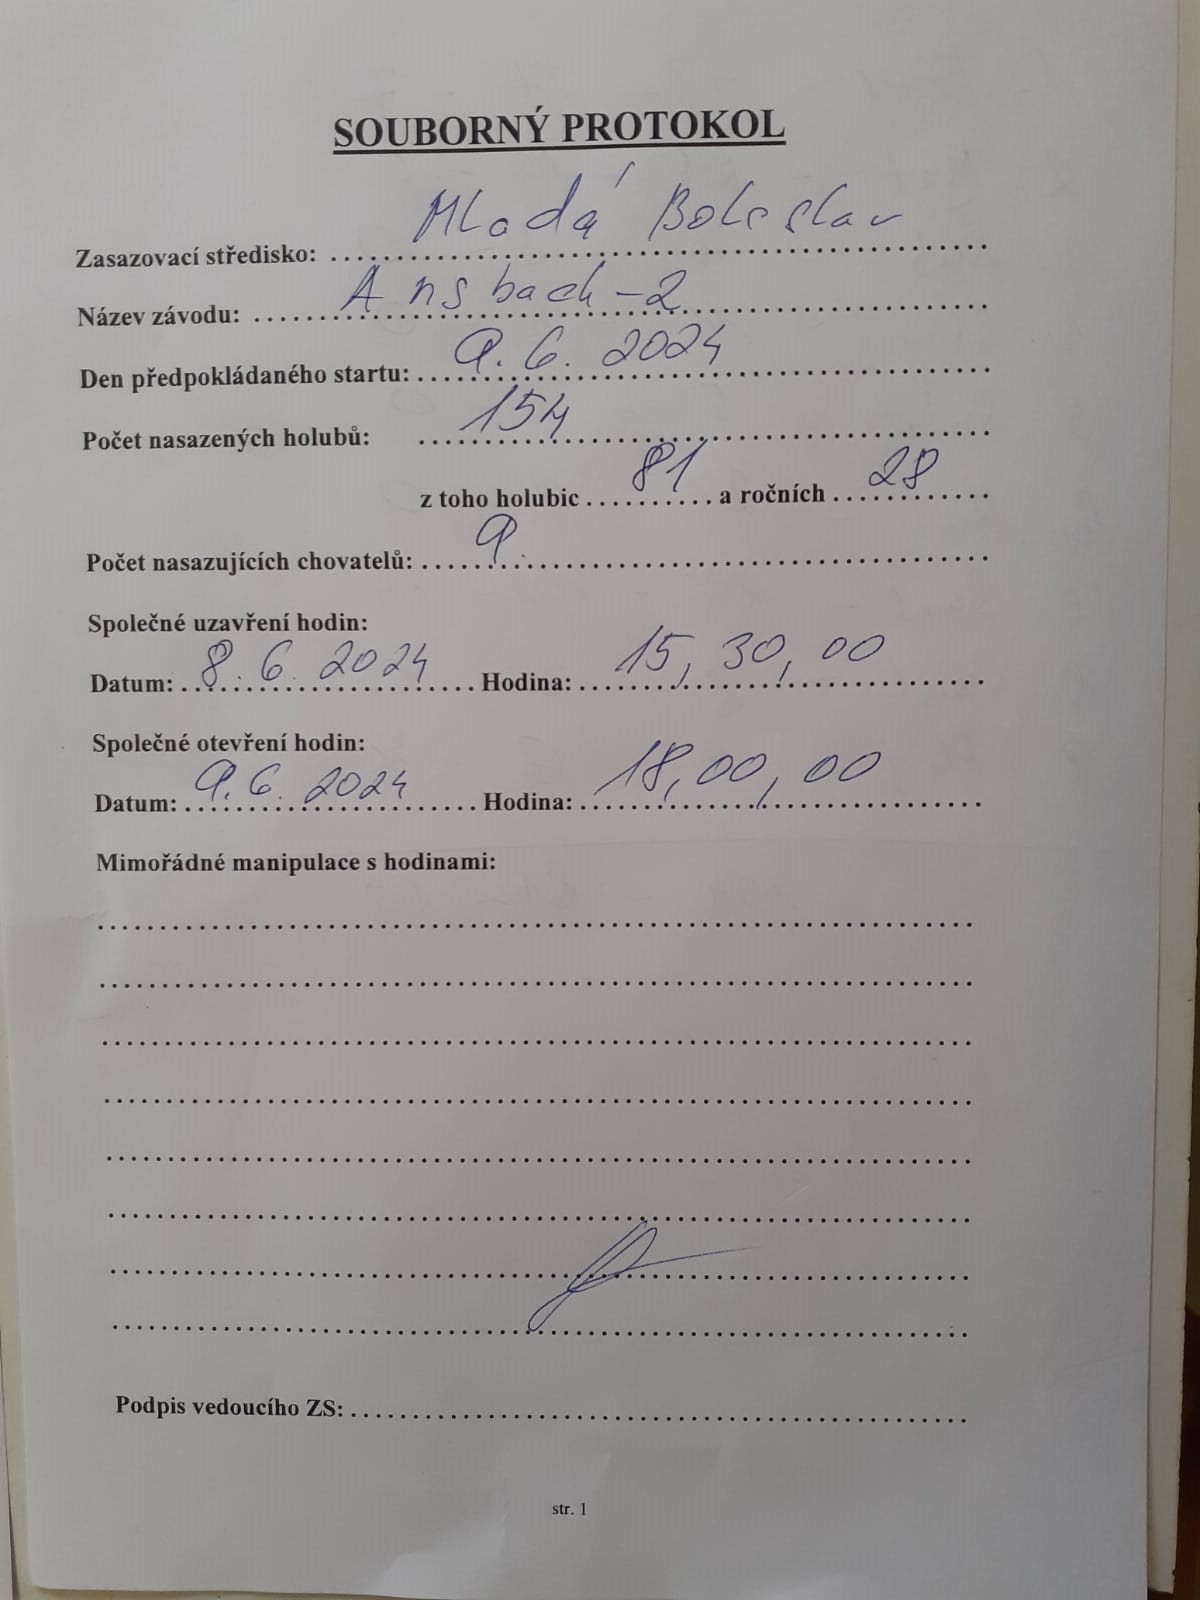 SOUBORNÝ PROTOKOL
Zasazovací středisko: Mladá Boleslav
Název závodu: Ansbach-2
Den předpokládaného startu: 9.6.2024
Počet nasazených holubů: 154
z toho holubic 81 a ročních 28
Počet nasazujících chovatelů: 9
Společné uzavření hodin:
Datum: 8.6.2024 Hodina: 15,30,00
Společné otevření hodin:
Datum: 9.6.2024 Hodina: 18,00,00
Mimořádné manipulace s hodinami:
Podpis vedoucího ZS:
str. 1